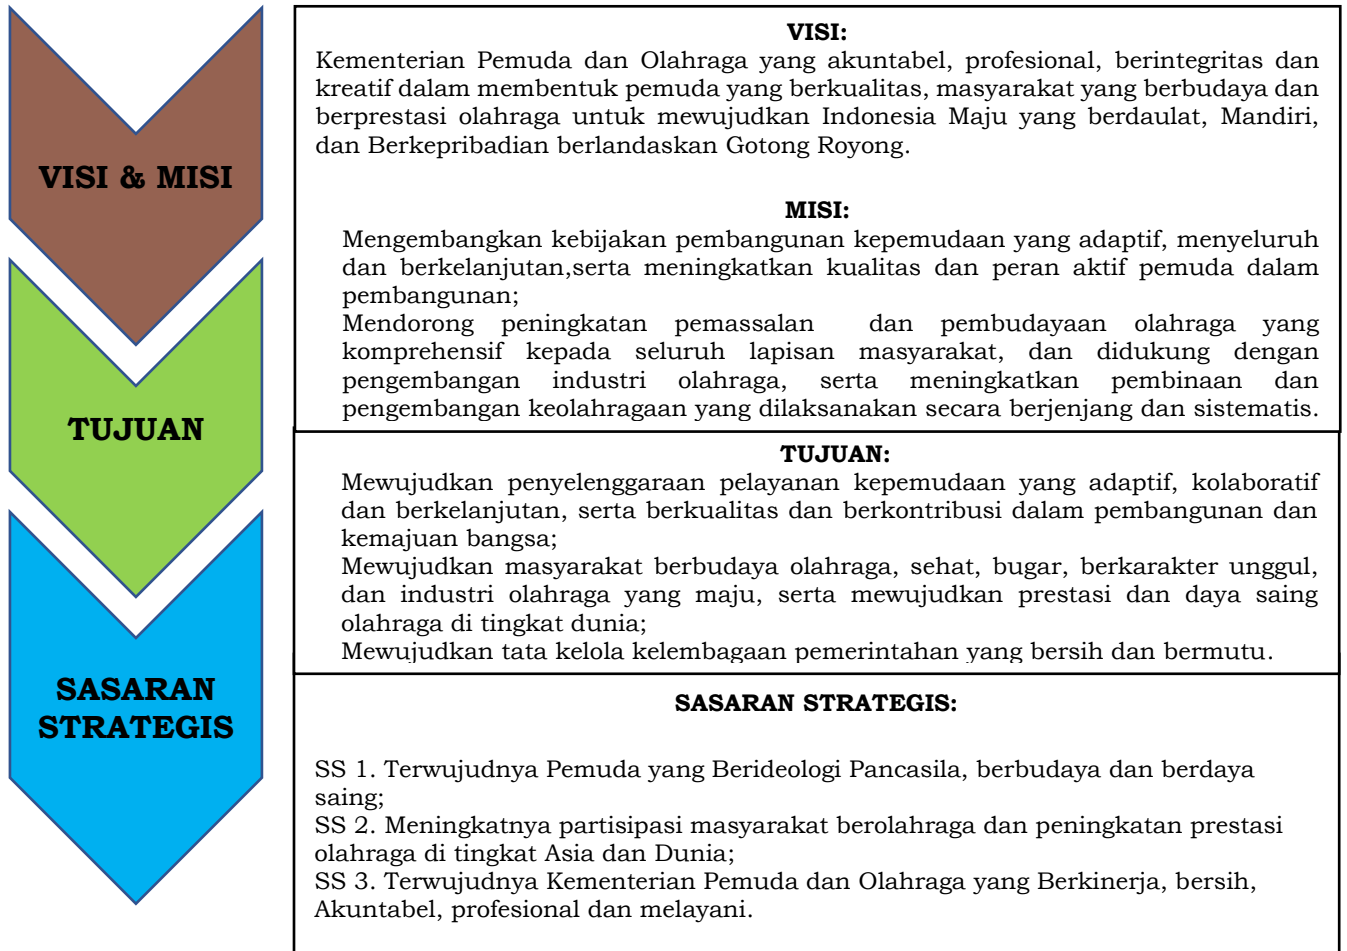 VISI & MISI
TUJUAN
SASARAN
STRATEGIS
VISI:
Kementerian Pemuda dan Olahraga yang akuntabel, profesional, berintegritas dan
kreatif dalam membentuk pemuda yang berkualitas, masyarakat yang berbudaya dan
berprestasi olahraga untuk mewujudkan Indonesia Maju yang berdaulat, Mandiri,
dan Berkepribadian berlandaskan Gotong Royong.
MISI:
Mengembangkan kebijakan pembangunan kepemudaan yang adaptif, menyeluruh
dan berkelanjutan,serta meningkatkan kualitas dan peran aktif pemuda dalam
pembangunan;
Mendorong peningkatan pemassalan dan pembudayaan olahraga yang
komprehensif kepada seluruh lapisan masyarakat, dan didukung dengan
pengembangan industri olahraga, serta meningkatkan pembinaan dan
pengembangan keolahragaan yang dilaksanakan secara berjenjang dan sistematis.
TUJUAN:
Mewujudkan penyelenggaraan pelayanan kepemudaan yang adaptif, kolaboratif
dan berkelanjutan, serta berkualitas dan berkontribusi dalam pembangunan dan
kemajuan bangsa;
Mewujudkan masyarakat berbudaya olahraga, sehat, bugar, berkarakter unggul,
dan industri olahraga yang maju, serta mewujudkan prestasi dan daya saing
olahraga di tingkat dunia;
Mewujudkan tata kelola kelembagaan pemerintahan yang bersih dan bermutu.
SASARAN STRATEGIS:
SS 1. Terwujudnya Pemuda yang Berideologi Pancasila, berbudaya dan berdaya
saing;
SS 2. Meningkatnya partisipasi masyarakat berolahraga dan peningkatan prestasi
olahraga di tingkat Asia dan Dunia;
SS 3. Terwujudnya Kementerian Pemuda dan Olahraga yang Berkinerja, bersih,
Akuntabel, profesional dan melayani.